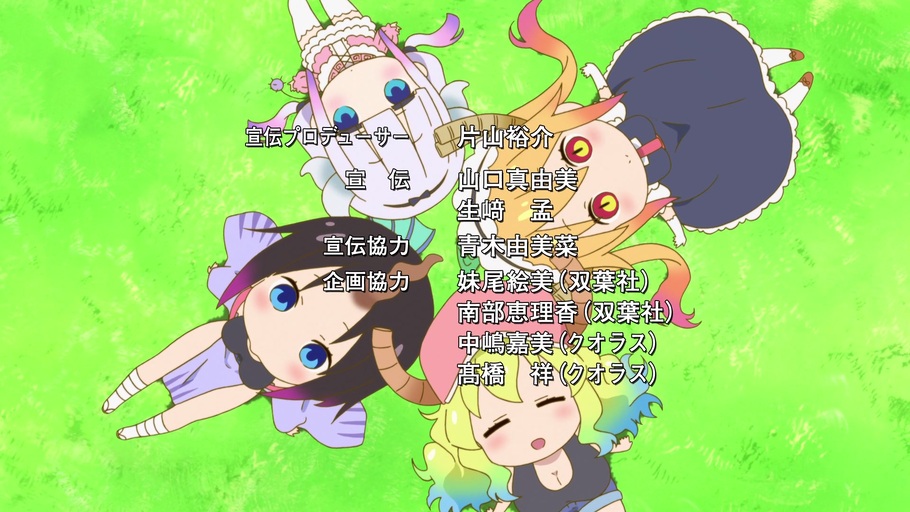 宣伝プロデューサー 片山裕介
宣　伝 山口真由美
生﨑　孟
宣伝協力 青木由美菜
企画協力 妹尾絵美(双葉社)
南部恵理香(双葉社)
中嶋嘉美(クオラス)
髙橋　祥(クオラス)